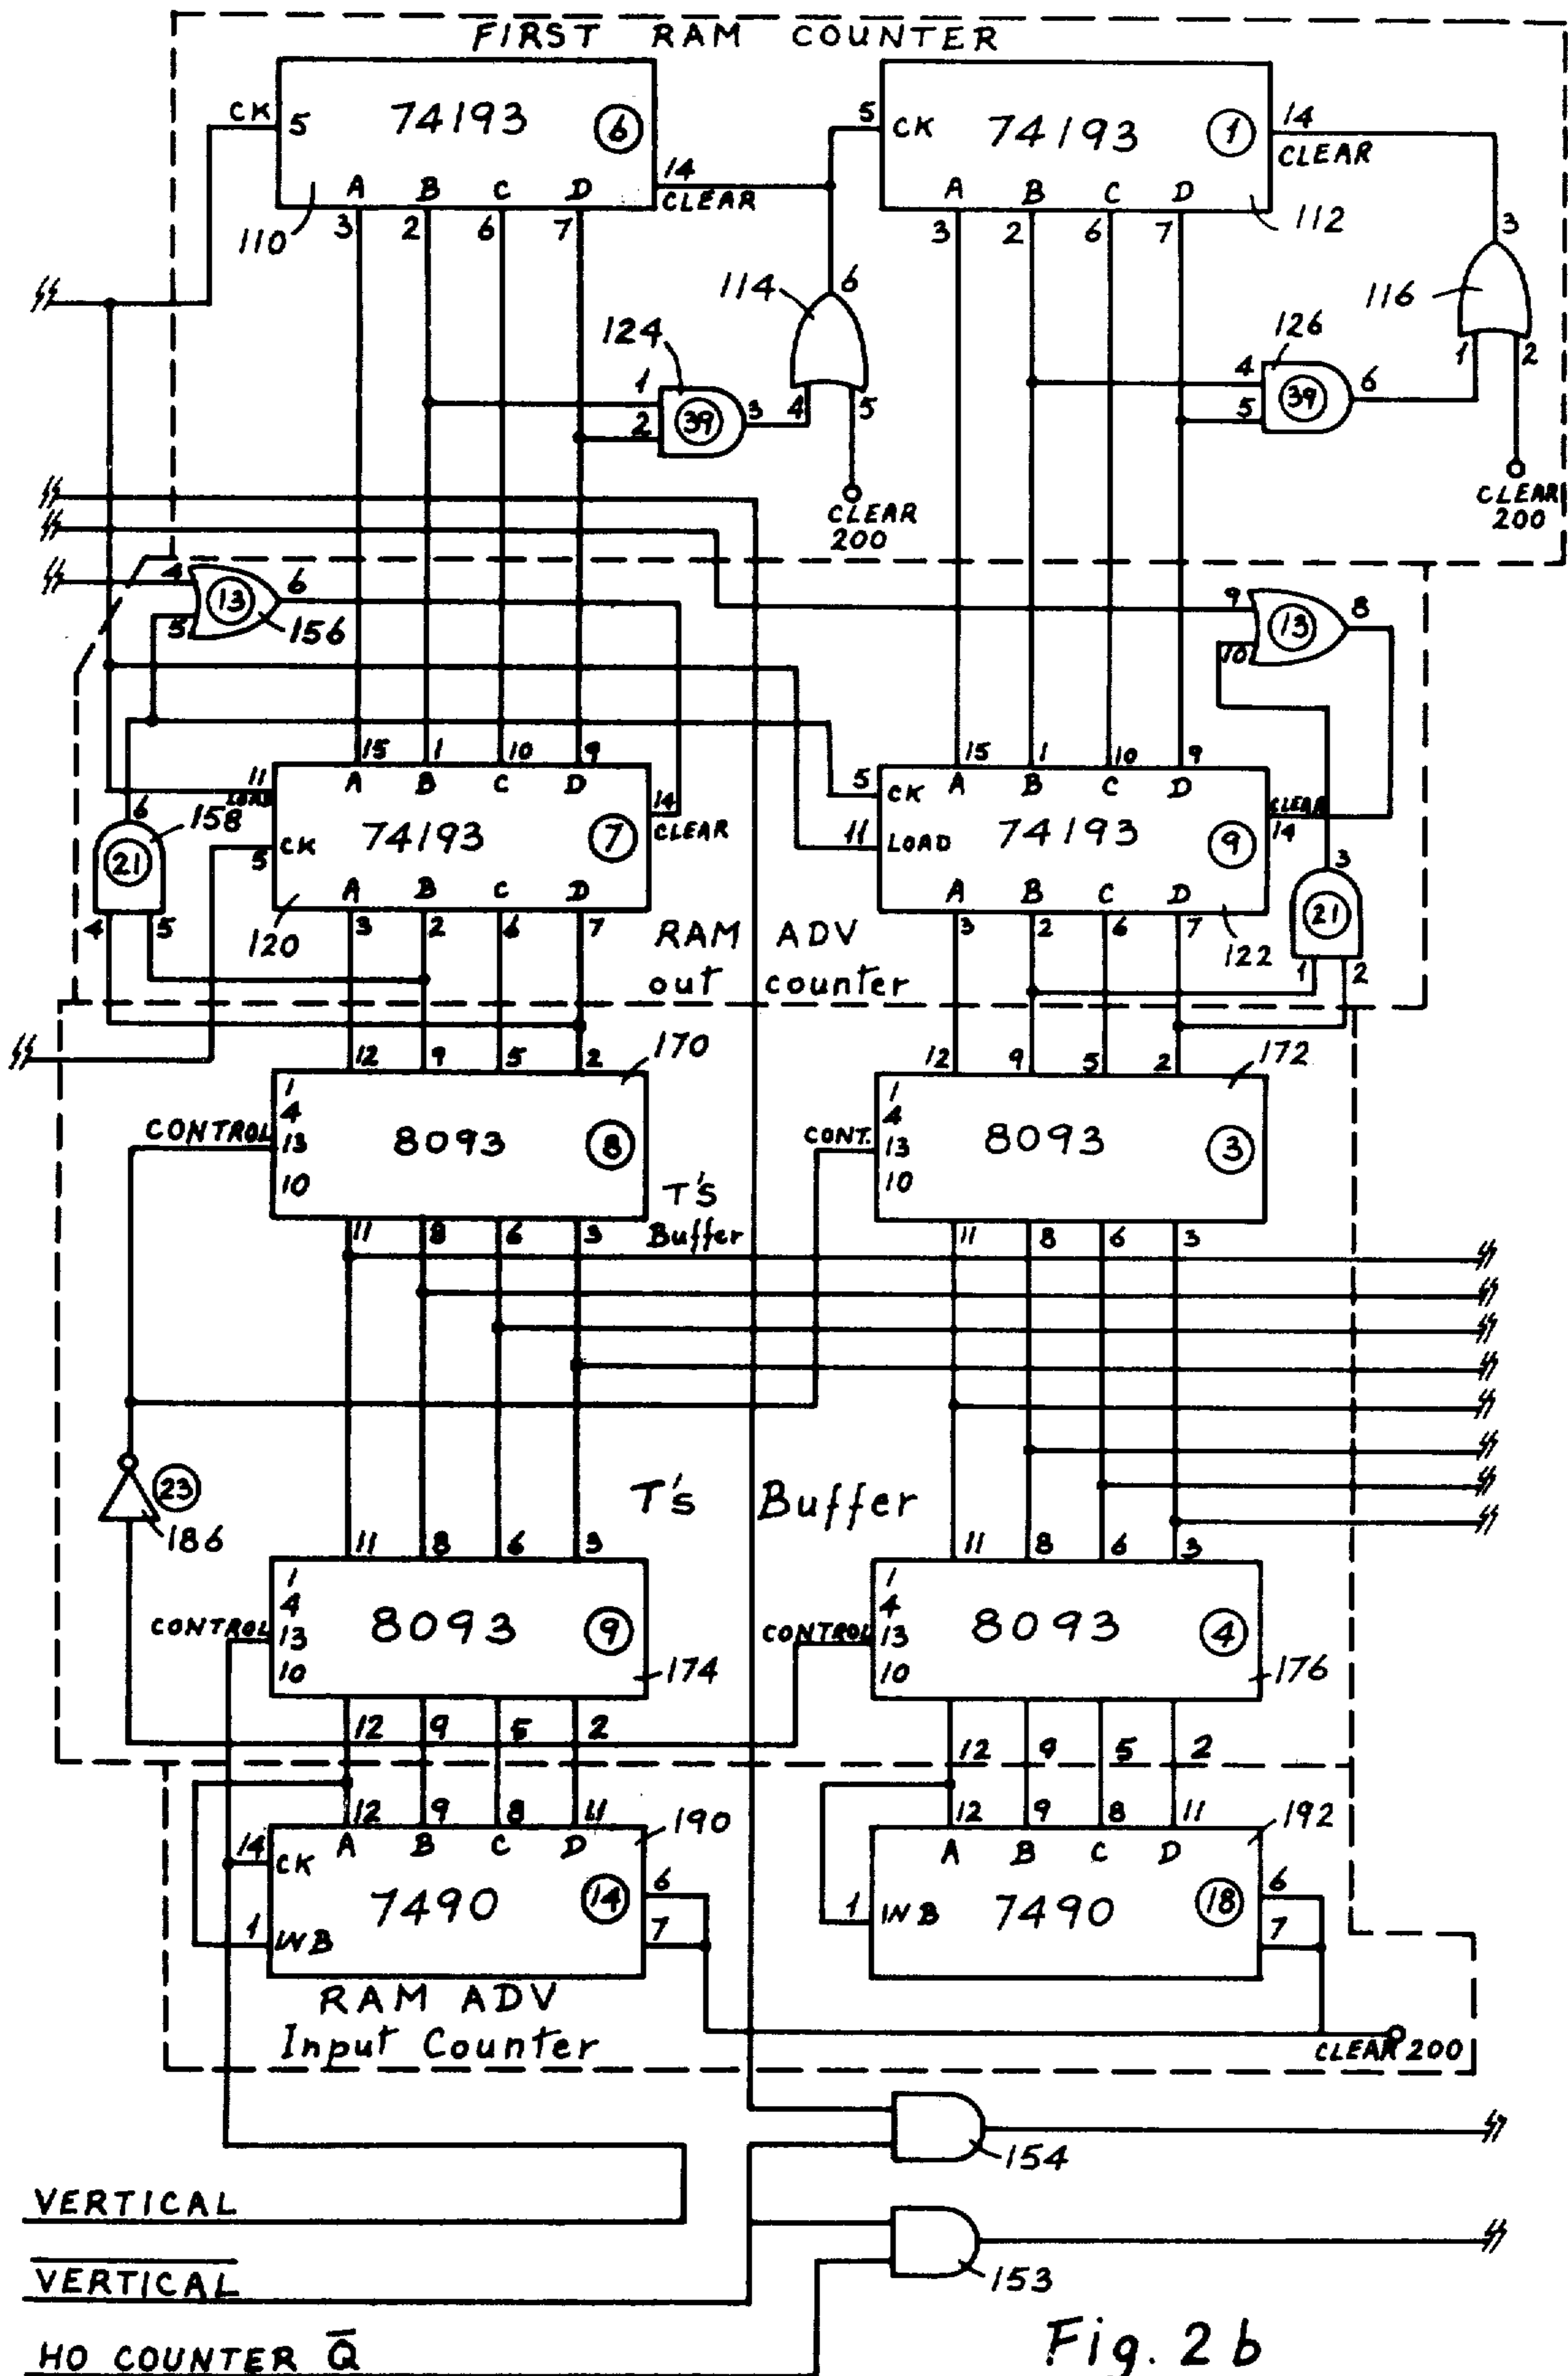 FIRST RAM COUNTER
CK 5 74193 6
14 CLEAR
A B C D
3 2 6 7
110
5 CK 74193 1
14 CLEAR
A B C D
3 2 6 7
112
114 6
4 5
CLEAR
200
116 3
1 2
CLEAR
200
124
1
2
39 3
126
4
5
39 6
4
5
13 6
156
9
10
13 8
15 1 10 9
11
LOAD
A B C D
14
CLEAR
5 CK 74193 7
A B C D
3 2 6 7
120
6
158
21
4 5
RAM ADV
out counter
15 1 10 9
5 CK A B C D
11 LOAD 74193 9
CLEAR
14
A B C D
3 2 6 7
122
3
21
1 2
12 9 5 2
170
1
4
CONTROL 13
10
8093 8
T'S
Buffer
11 8 6 3
12 9 5 2
172
1
4
CONT. 13
10
8093 3
11 8 6 3
23
186
T's Buffer
11 8 6 3
1
4
CONTROL 13
10
8093 9
174
12 9 5 2
11 8 6 3
1
4
CONTROL 13
10
8093 4
176
12 9 5 2
12 9 8 11
190
14 CK
A B C D
1 INB
7490 14
6
7
12 9 8 11
192
A B C D
1 INB
7490 18
6
7
RAM ADV
Input Counter
CLEAR 200
154
VERTICAL
153
V̅E̅R̅T̅I̅C̅A̅L̅
HO COUNTER Q̅
Fig. 2b